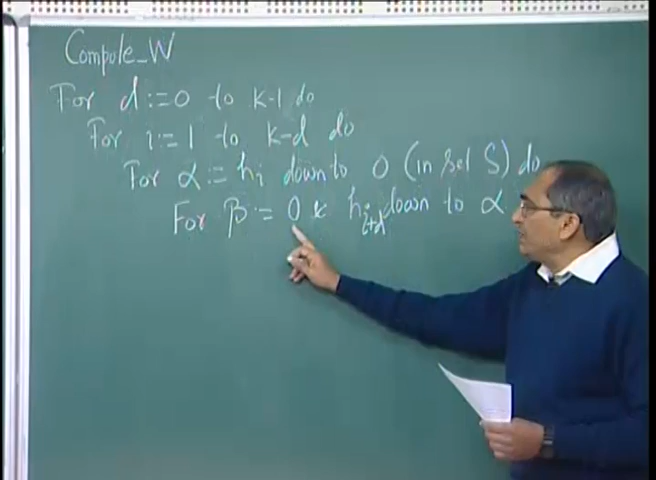 Compute_W
For d := 0 to k-1 do
For i := 1 to k-d do
For α := hi down to 0 (in set S) do
For β := 0 & hi+d down to α